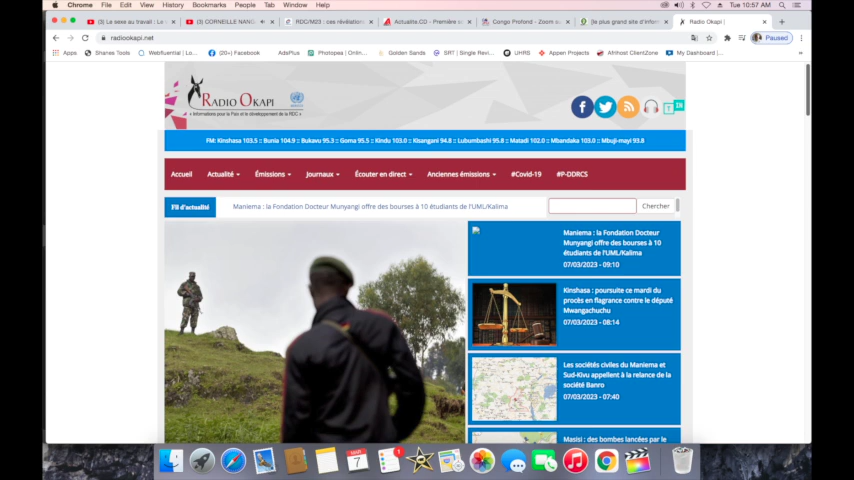 Chrome File Edit View History Bookmarks People Tab Window Help
Tue 10:57 AM
(3) Le sexe au travail : Le
(3) CORNEILLE NANG
RDC/M23 : ces révélations
Actualite.CD - Première s
Congo Profond - Zoom su
[le plus grand site d'inform
Radio Okapi |
radiookapi.net
Paused
Apps Shanes Tools Webfluential | O... (20+) Facebook AdsPlus Photopea | Onlin... Golden Sands SRT | Single Revi... UHRS Appen Projects Afrihost ClientZone My Dashboard |...
RADIO OKAPI
« Informations pour la Paix et le développement de la RDC »
FM: Kinshasa 103.5 :: Bunia 104.9 :: Bukavu 95.3 :: Goma 95.5 :: Kindu 103.0 :: Kisangani 94.8 :: Lubumbashi 95.8 :: Matadi 102.0 :: Mbandaka 103.0 :: Mbuji-mayi 93.8
Accueil Actualité Émissions Journaux Écouter en direct Anciennes émissions #Covid-19 #P-DDRCS
Fil d'actualité
Maniema : la Fondation Docteur Munyangi offre des bourses à 10 étudiants de l'UML/Kalima
Chercher
Maniema : la Fondation Docteur
Munyangi offre des bourses à 10
étudiants de l'UML/Kalima
07/03/2023 - 09:10
Kinshasa : poursuite ce mardi du
procès en flagrance contre le député
Mwangachuchu
07/03/2023 - 08:14
Les sociétés civiles du Maniema et
Sud-Kivu appellent à la relance de la
société Banro
07/03/2023 - 07:40
Masisi : des bombes lancées par le
MAR
7
1